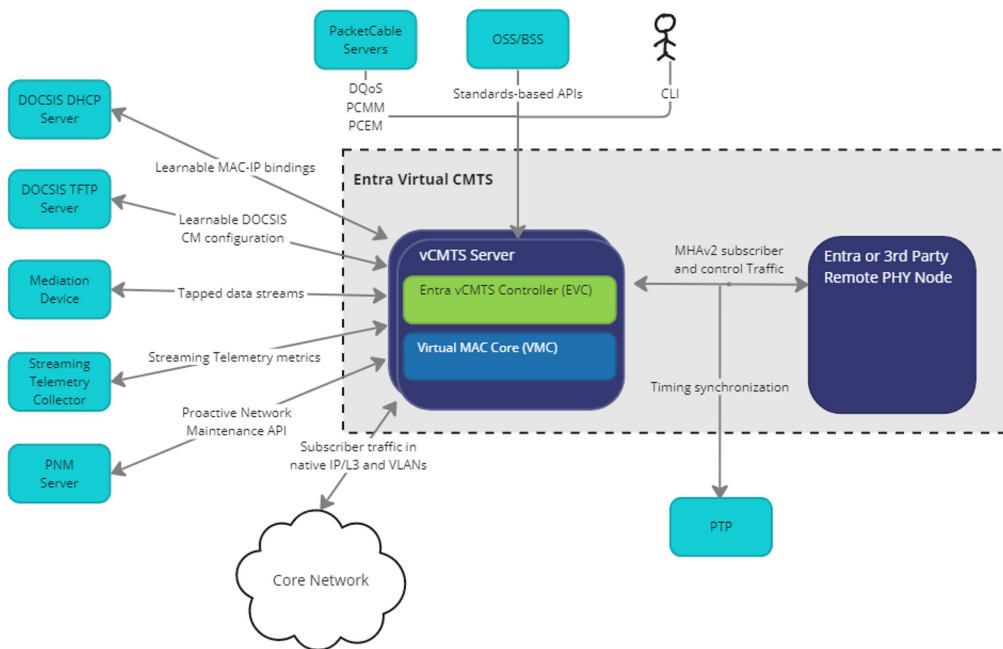 PacketCable
Servers
OSS/BSS
DQoS
PCMM
PCEM
Standards-based APIs
CLI
DOCSIS DHCP
Server
Learnable MAC-IP bindings
DOCSIS TFTP
Server
Learnable DOCSIS
CM configuration
Mediation
Device
Tapped data streams
Streaming
Telemetry
Collector
Streaming Telemetry metrics
PNM
Server
Proactive Network
Maintenance API
Entra Virtual CMTS
vCMTS Server
Entra vCMTS Controller (EVC)
Virtual MAC Core (VMC)
MHAv2 subscriber
and control Traffic
Entra or 3rd Party
Remote PHY Node
Timing synchronization
PTP
Subscriber traffic in
native IP/L3 and VLANs
Core Network